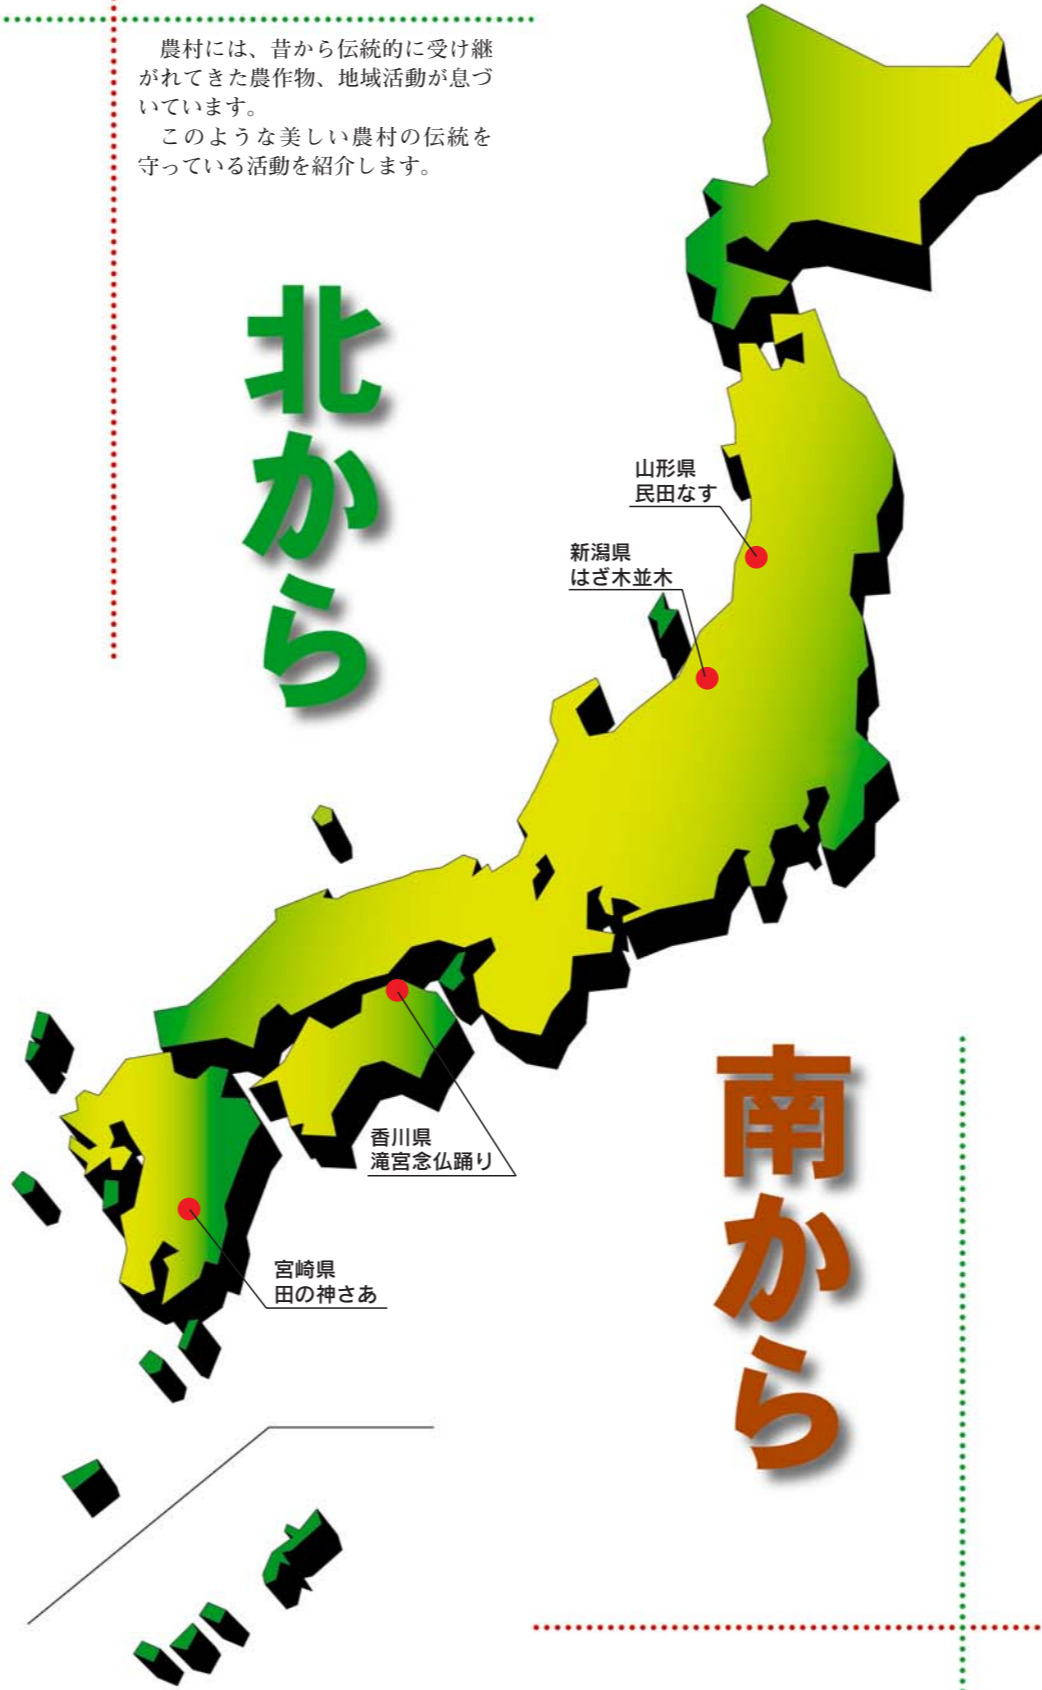 農村には、昔から伝統的に受け継
がれてきた農作物、地域活動が息づ
いています。
　このような美しい農村の伝統を
守っている活動を紹介します。
北から
山形県
民田なす
新潟県
はざ木並木
香川県
滝宮念仏踊り
宮崎県
田の神さあ
南から